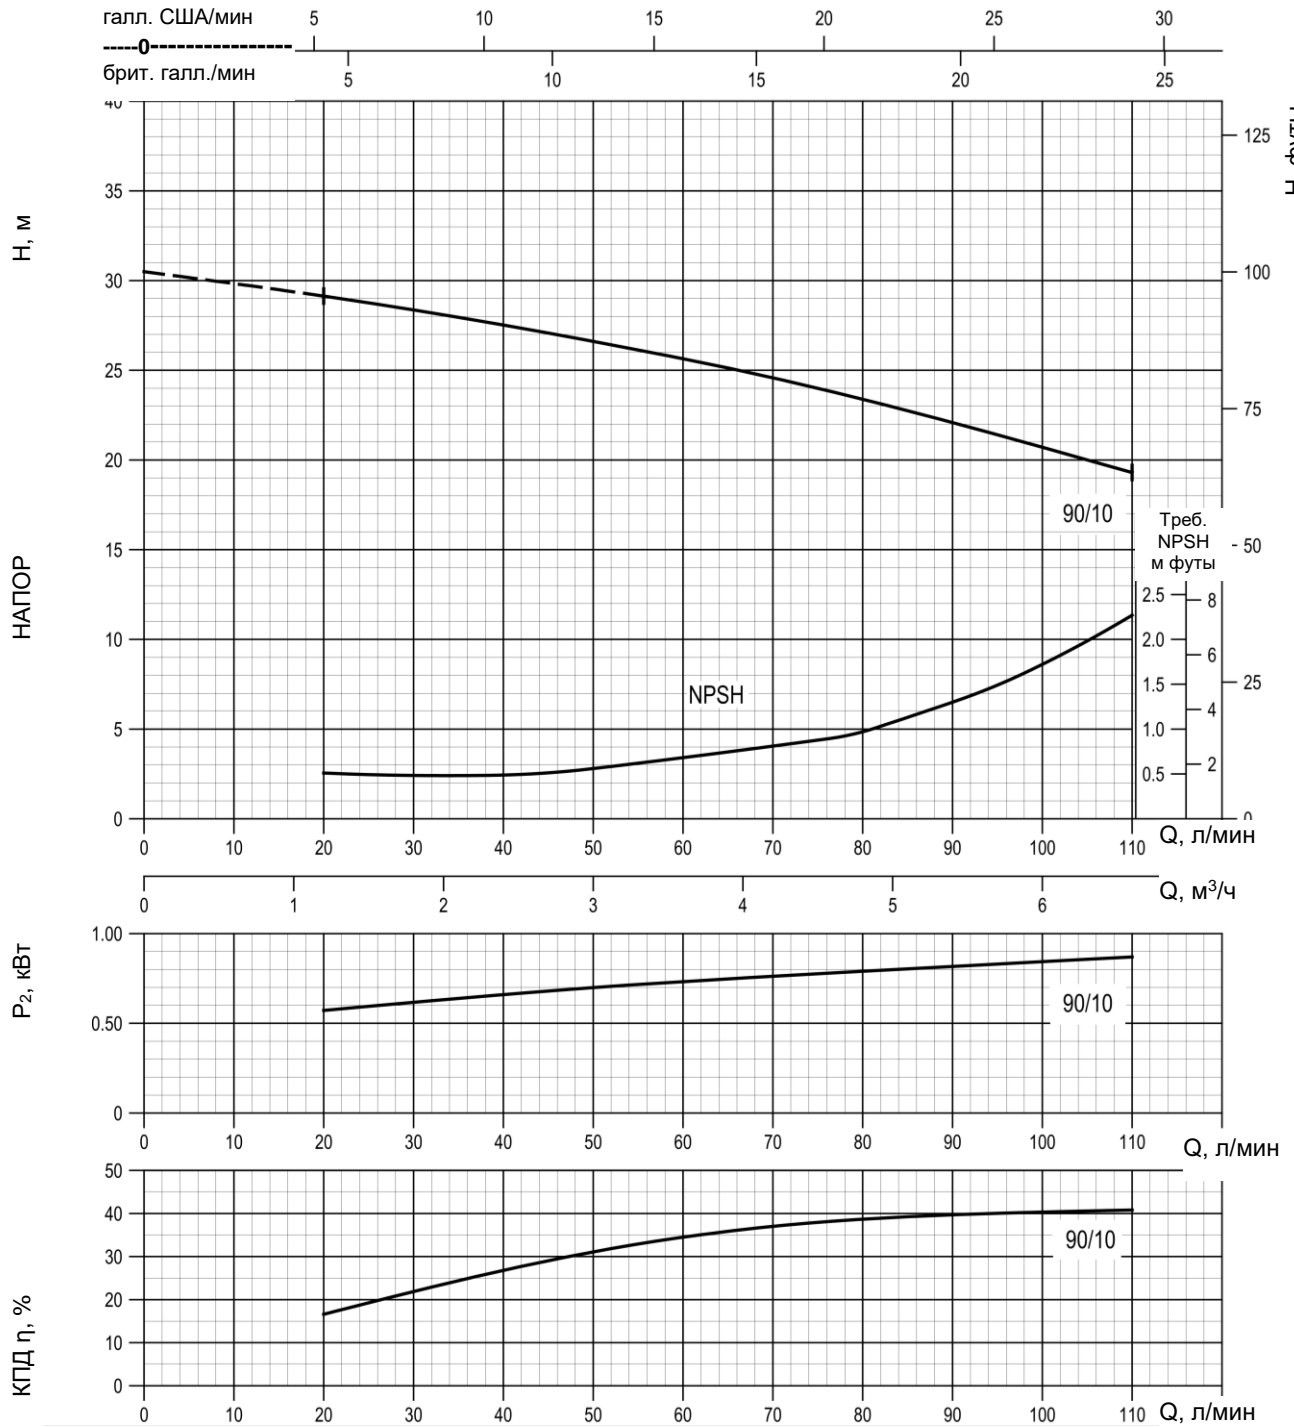 галл. США/мин
5 10 15 20 25 30
-----0-----------------
брит. галл./мин
5 10 15 20 25
40
35
30
25
20
15
10
5
0
Н, м
НАПОР
125
100
75
50
25
0
Н, футы
90/10
Треб.
NPSH
м футы
2.5
2.0
1.5
1.0
0.5
8
6
4
2
NPSH
0 10 20 30 40 50 60 70 80 90 100 110 Q, л/мин
0 1 2 3 4 5 6 Q, м³/ч
P₂, кВт
1.00
0.50
0
90/10
0 10 20 30 40 50 60 70 80 90 100 110 Q, л/мин
КПД η, %
50
40
30
20
10
0
90/10
0 10 20 30 40 50 60 70 80 90 100 110 Q, л/мин